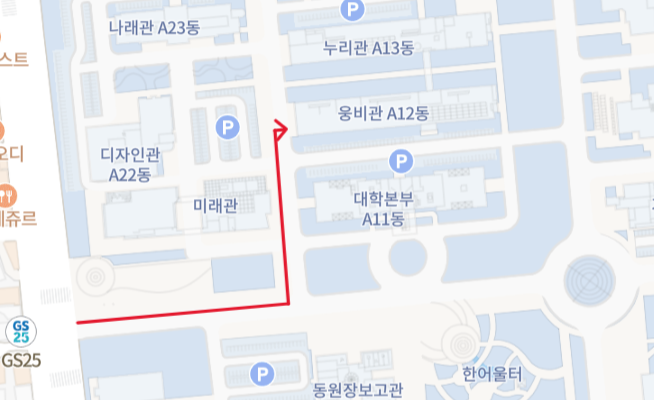 나래관 A23동
P
누리관 A13동
스트
웅비관 A12동
P
오디
디자인관
A22동
P
미래관
대학본부
A11동
쥬르
GS
25
GS25
P
동원장보고관
한어울터